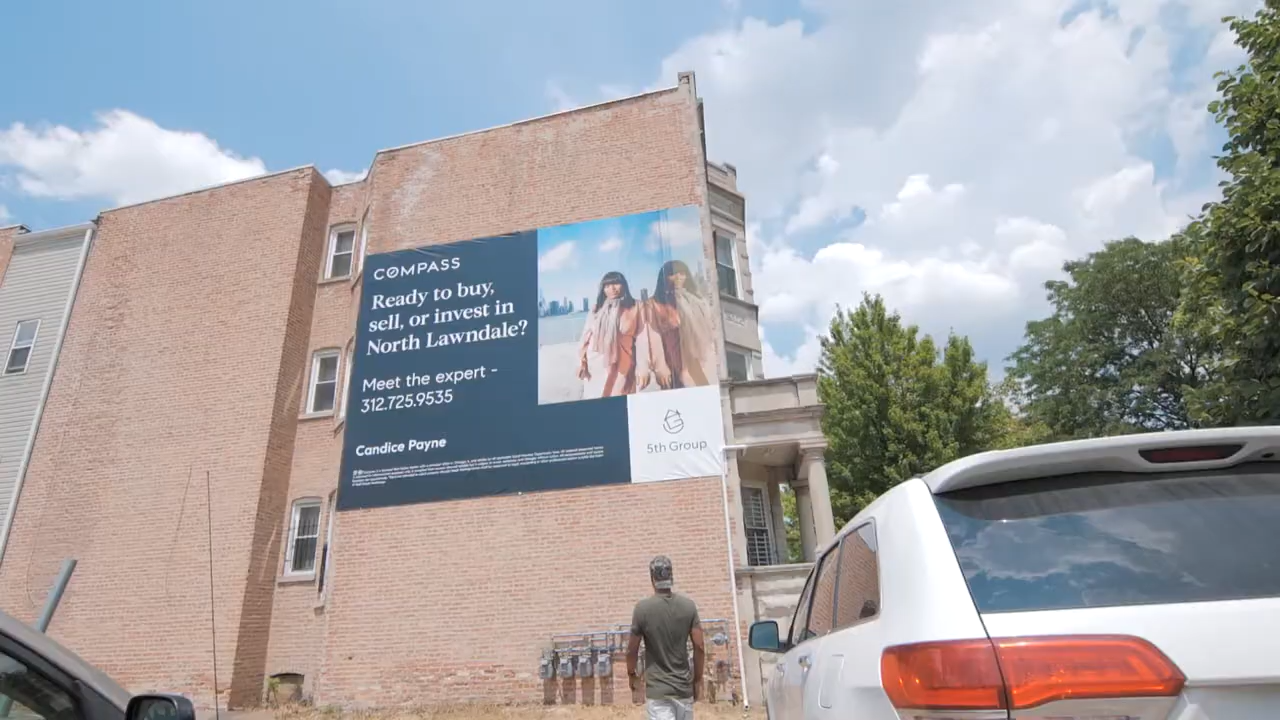 COMPASS
Ready to buy,
sell, or invest in
North Lawndale?
Meet the expert -
312.725.9535
Candice Payne
5th Group